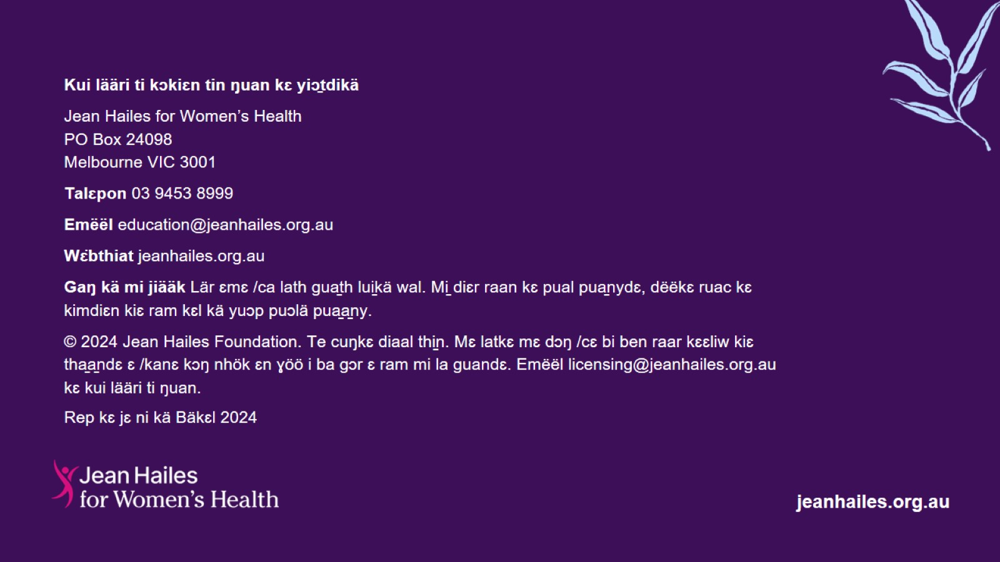 Kui lääri ti kɔkiɛn tin ŋuan kɛ yiɔṯdikä
Jean Hailes for Women’s Health
PO Box 24098
Melbourne VIC 3001
Talɛpon 03 9453 8999
Emëël education@jeanhailes.org.au
Wɛ̈bthiat jeanhailes.org.au
Gaŋ kä mi jiääk Lär ɛmɛ /ca lath guaṯh lui̱kä wal. Mi̱ diɛr raan kɛ pual pua̱nydɛ, dëëkɛ ruac kɛ
kimdiɛn kiɛ ram kɛl kä yuɔp puɔlä pua̱a̱ny.
© 2024 Jean Hailes Foundation. Te cuŋkɛ diaal thi̱n. Mɛ latkɛ mɛ dɔŋ /cɛ bi ben raar kɛɛliw kiɛ
tha̱a̱ndɛ ɛ /kanɛ kɔŋ nhök ɛn ɣöö i ba gɔr ɛ ram mi la guandɛ. Emëël licensing@jeanhailes.org.au
kɛ kui lääri ti ŋuan.
Rep kɛ jɛ ni kä Bäkɛl 2024
Jean Hailes
for Women’s Health
jeanhailes.org.au